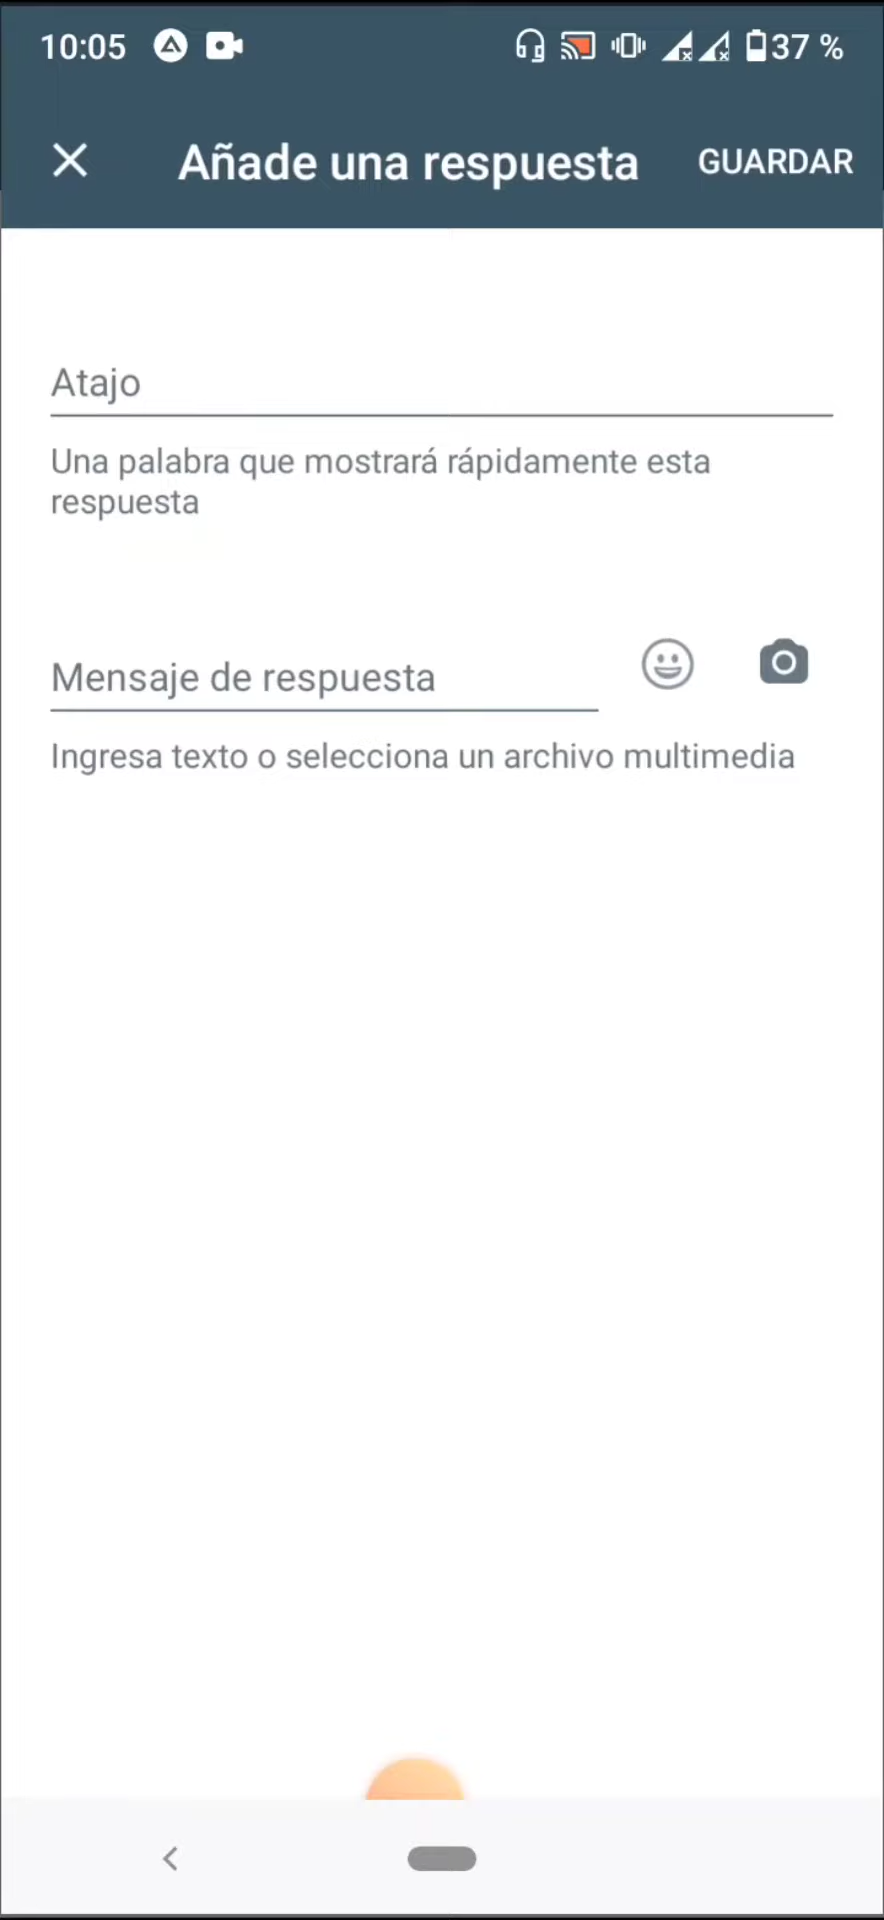 10:05 37 %
Añade una respuesta GUARDAR
Atajo
Una palabra que mostrará rápidamente esta
respuesta
Mensaje de respuesta
Ingresa texto o selecciona un archivo multimedia